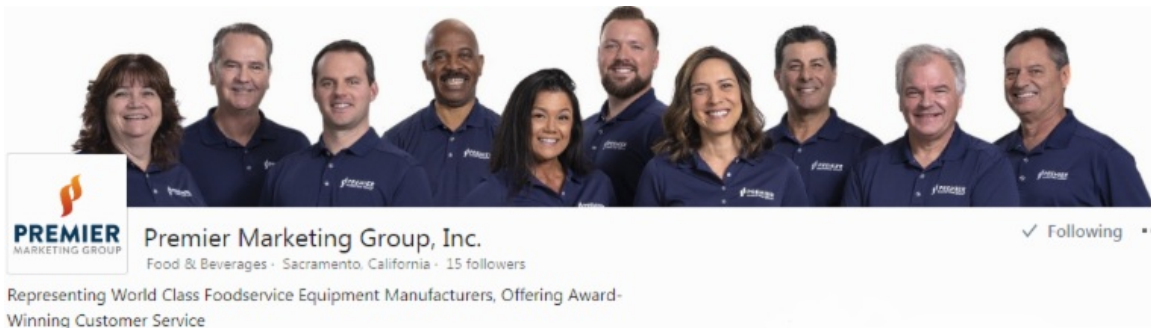 PREMIER
MARKETING GROUP
Premier Marketing Group, Inc.
Food & Beverages · Sacramento, California · 15 followers
✓ Following
Representing World Class Foodservice Equipment Manufacturers, Offering Award-
Winning Customer Service